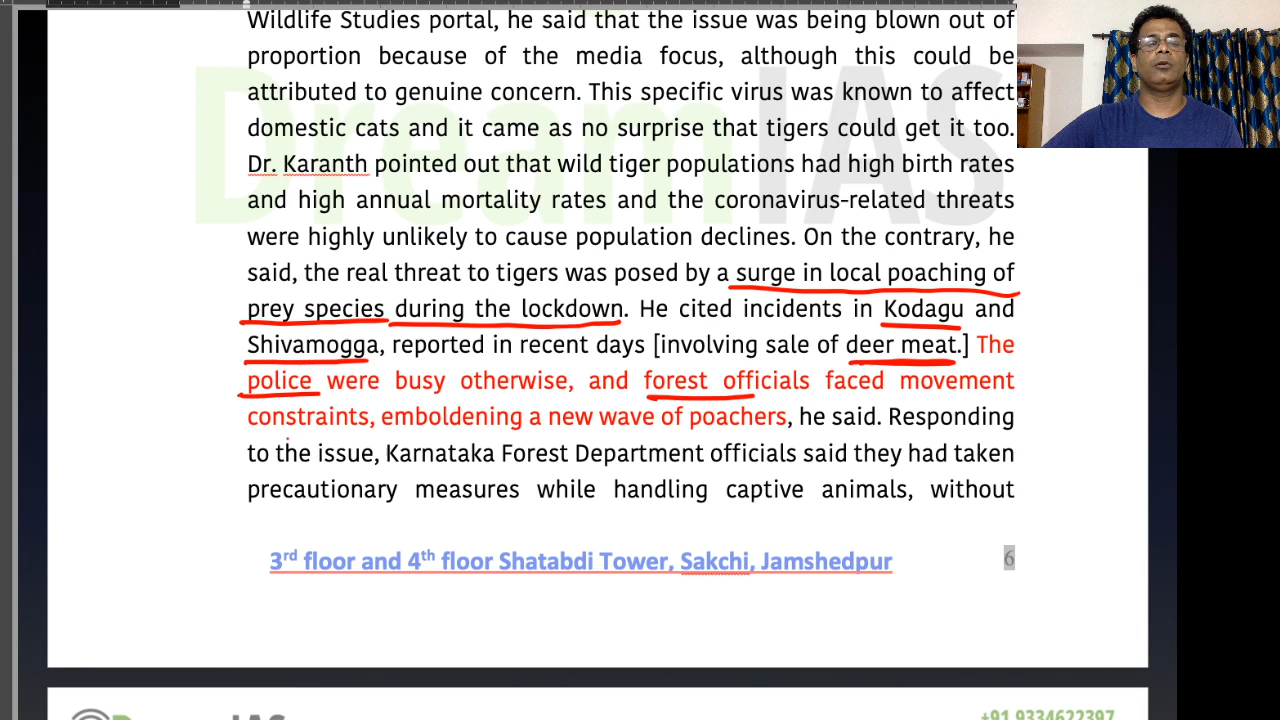 Wildlife Studies portal, he said that the issue was being blown out of
proportion because of the media focus, although this could be
attributed to genuine concern. This specific virus was known to affect
domestic cats and it came as no surprise that tigers could get it too.
Dr. Karanth pointed out that wild tiger populations had high birth rates
and high annual mortality rates and the coronavirus-related threats
were highly unlikely to cause population declines. On the contrary, he
said, the real threat to tigers was posed by a surge in local poaching of
prey species during the lockdown. He cited incidents in Kodagu and
Shivamogga, reported in recent days [involving sale of deer meat.] The
police were busy otherwise, and forest officials faced movement
constraints, emboldening a new wave of poachers, he said. Responding
to the issue, Karnataka Forest Department officials said they had taken
precautionary measures while handling captive animals, without
3rd floor and 4th floor Shatabdi Tower, Sakchi, Jamshedpur 6
DreamIAS
DreamIAS +91 9334622397